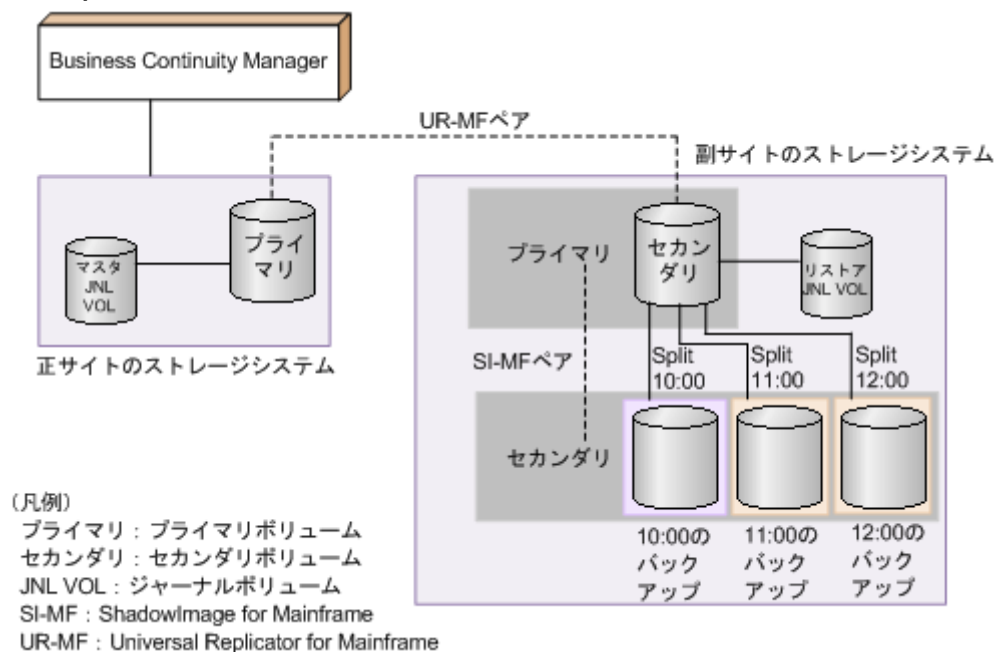 Business Continuity Manager
UR-MFペア
副サイトのストレージシステム
マスタ
JNL
VOL
プライ
マリ
正サイトのストレージシステム
プライマリ
セカン
ダリ
リストア
JNL VOL
SI-MFペア
Split
10:00
Split
11:00
Split
12:00
セカンダリ
10:00の
バック
アップ
11:00の
バック
アップ
12:00の
バック
アップ
(凡例)
プライマリ:プライマリボリューム
セカンダリ:セカンダリボリューム
JNL VOL:ジャーナルボリューム
SI-MF:ShadowImage for Mainframe
UR-MF:Universal Replicator for Mainframe